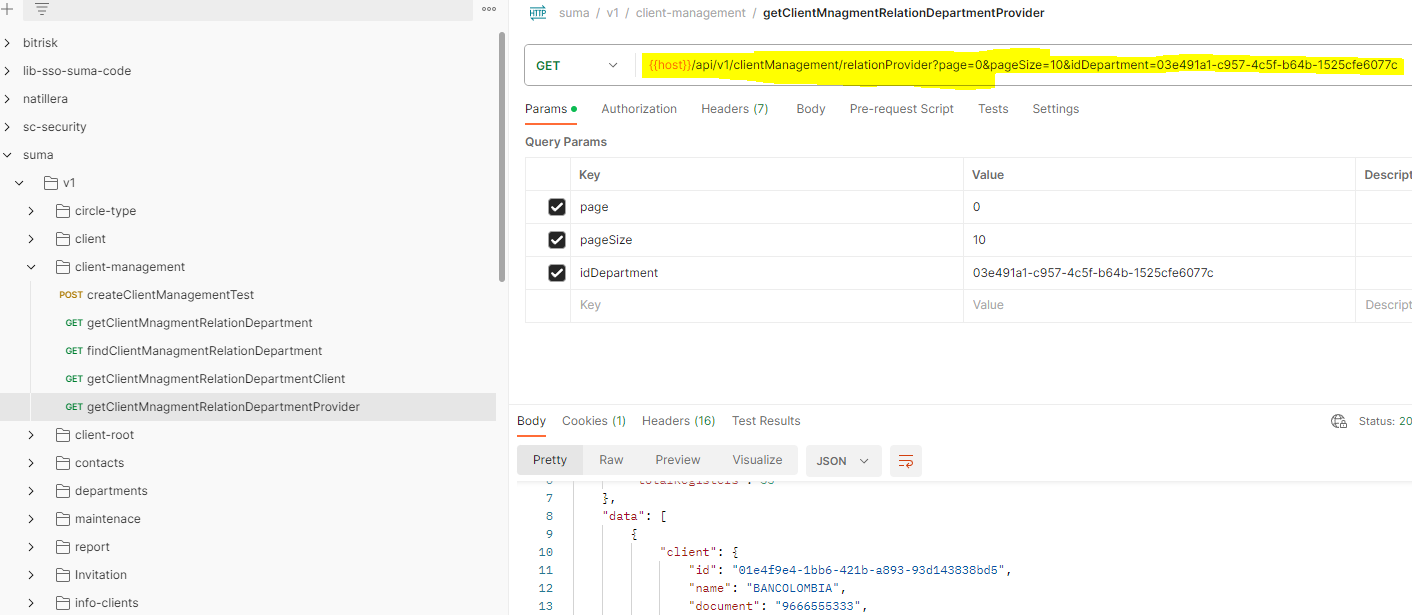 bitrisk
lib-sso-suma-code
natillera
sc-security
suma
v1
circle-type
client
client-management
POST createClientManagementTest
GET getClientMnagmentRelationDepartment
GET findClientManagmentRelationDepartment
GET getClientMnagmentRelationDepartmentClient
GET getClientMnagmentRelationDepartmentProvider
client-root
contacts
departments
maintenace
report
Invitation
info-clients
HTTP suma / v1 / client-management / getClientMnagmentRelationDepartmentProvider
GET {{host}}/api/v1/clientManagement/relationProvider?page=0&pageSize=10&idDepartment=03e491a1-c957-4c5f-b64b-1525cfe6077c
Params Authorization Headers (7) Body Pre-request Script Tests Settings
Query Params
Key Value Descript
page 0
pageSize 10
idDepartment 03e491a1-c957-4c5f-b64b-1525cfe6077c
Key Value Descript
Body Cookies (1) Headers (16) Test Results Status: 20
Pretty Raw Preview Visualize JSON
7 },
8 "data": [
9 {
10 "client": {
11 "id": "01e4f9e4-1bb6-421b-a893-93d143838bd5",
12 "name": "BANCOLOMBIA",
13 "document": "9666555333",